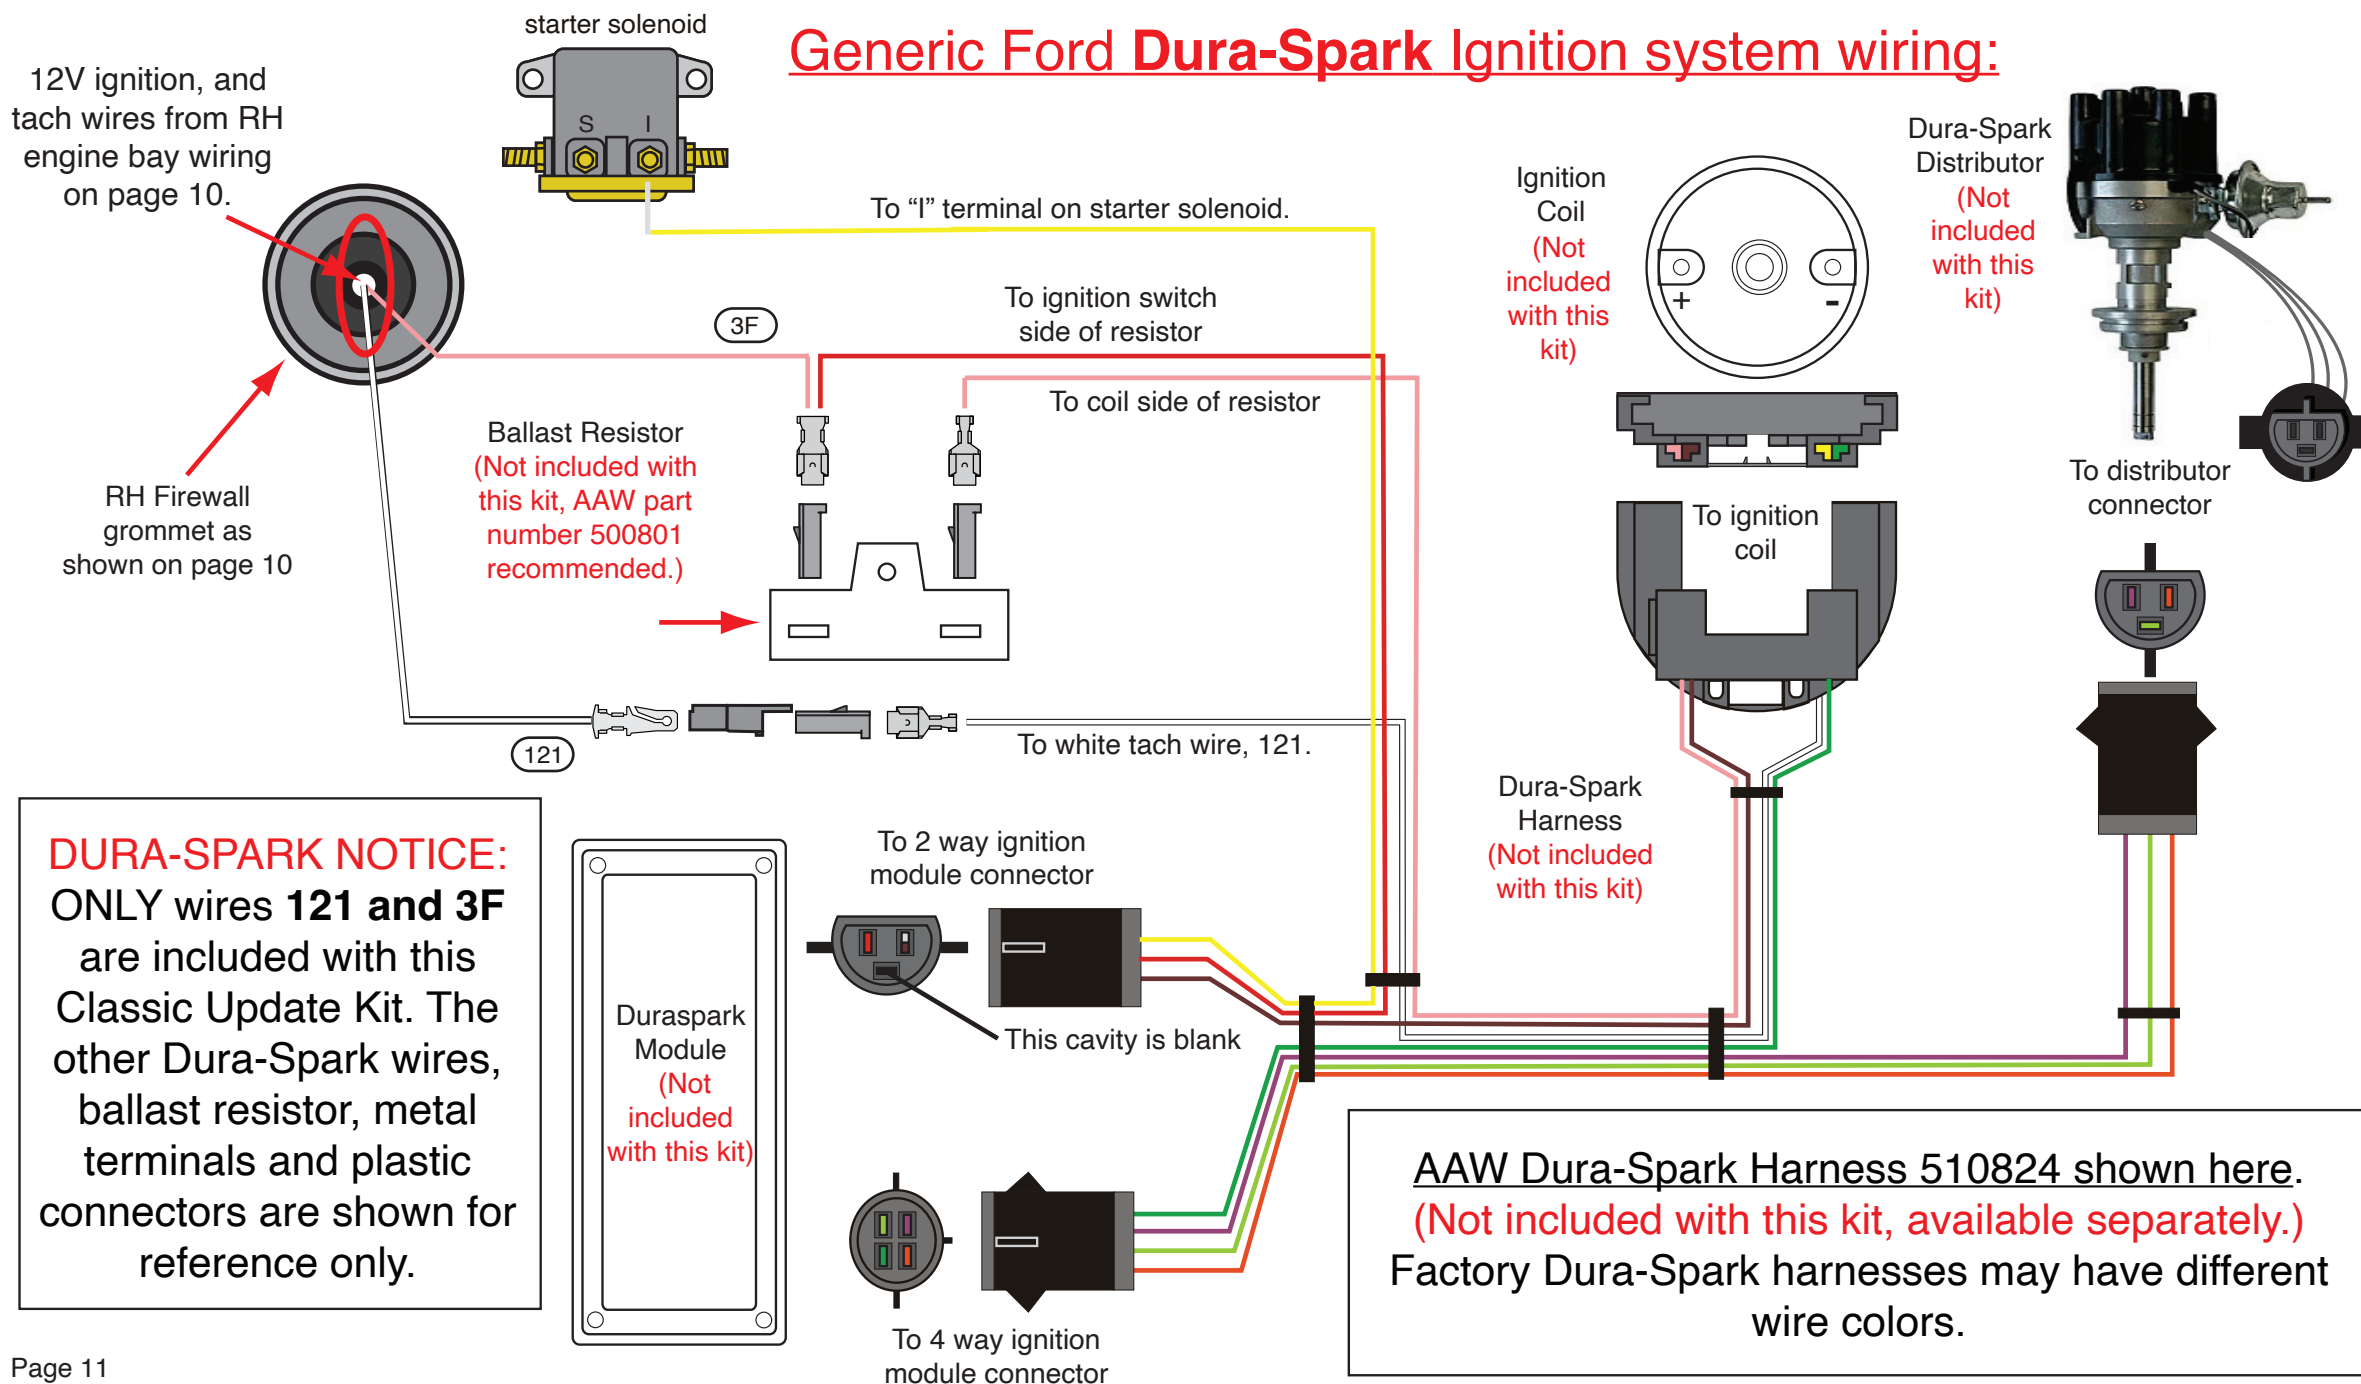 Generic Ford Dura-Spark Ignition system wiring:
starter solenoid
S I
12V ignition, and
tach wires from RH
engine bay wiring
on page 10.
RH Firewall
grommet as
shown on page 10
To “I” terminal on starter solenoid.
3F
To ignition switch
side of resistor
To coil side of resistor
Ballast Resistor
(Not included with
this kit, AAW part
number 500801
recommended.)
121
To white tach wire, 121.
Ignition
Coil
(Not
included
with this
kit)
+ -
To ignition
coil
Dura-Spark
Distributor
(Not
included
with this
kit)
To distributor
connector
Dura-Spark
Harness
(Not included
with this kit)
DURA-SPARK NOTICE:
ONLY wires 121 and 3F
are included with this
Classic Update Kit. The
other Dura-Spark wires,
ballast resistor, metal
terminals and plastic
connectors are shown for
reference only.
Duraspark
Module
(Not
included
with this kit)
To 2 way ignition
module connector
This cavity is blank
To 4 way ignition
module connector
AAW Dura-Spark Harness 510824 shown here.
(Not included with this kit, available separately.)
Factory Dura-Spark harnesses may have different
wire colors.
Page 11